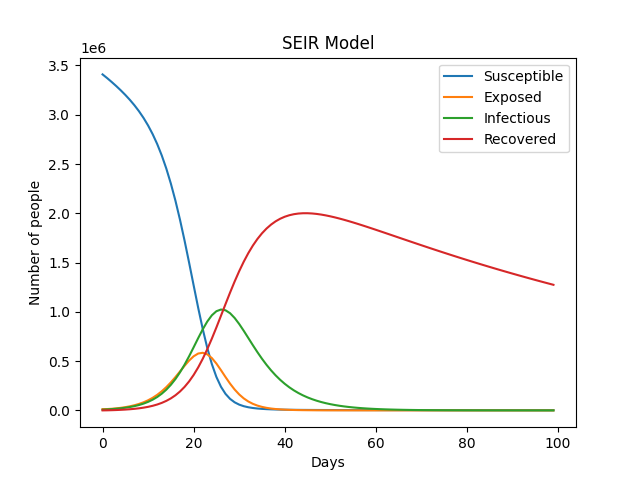 SEIR Model
1e6
3.5
3.0
2.5
2.0
1.5
1.0
0.5
0.0
Number of people
Susceptible
Exposed
Infectious
Recovered
0 20 40 60 80 100
Days